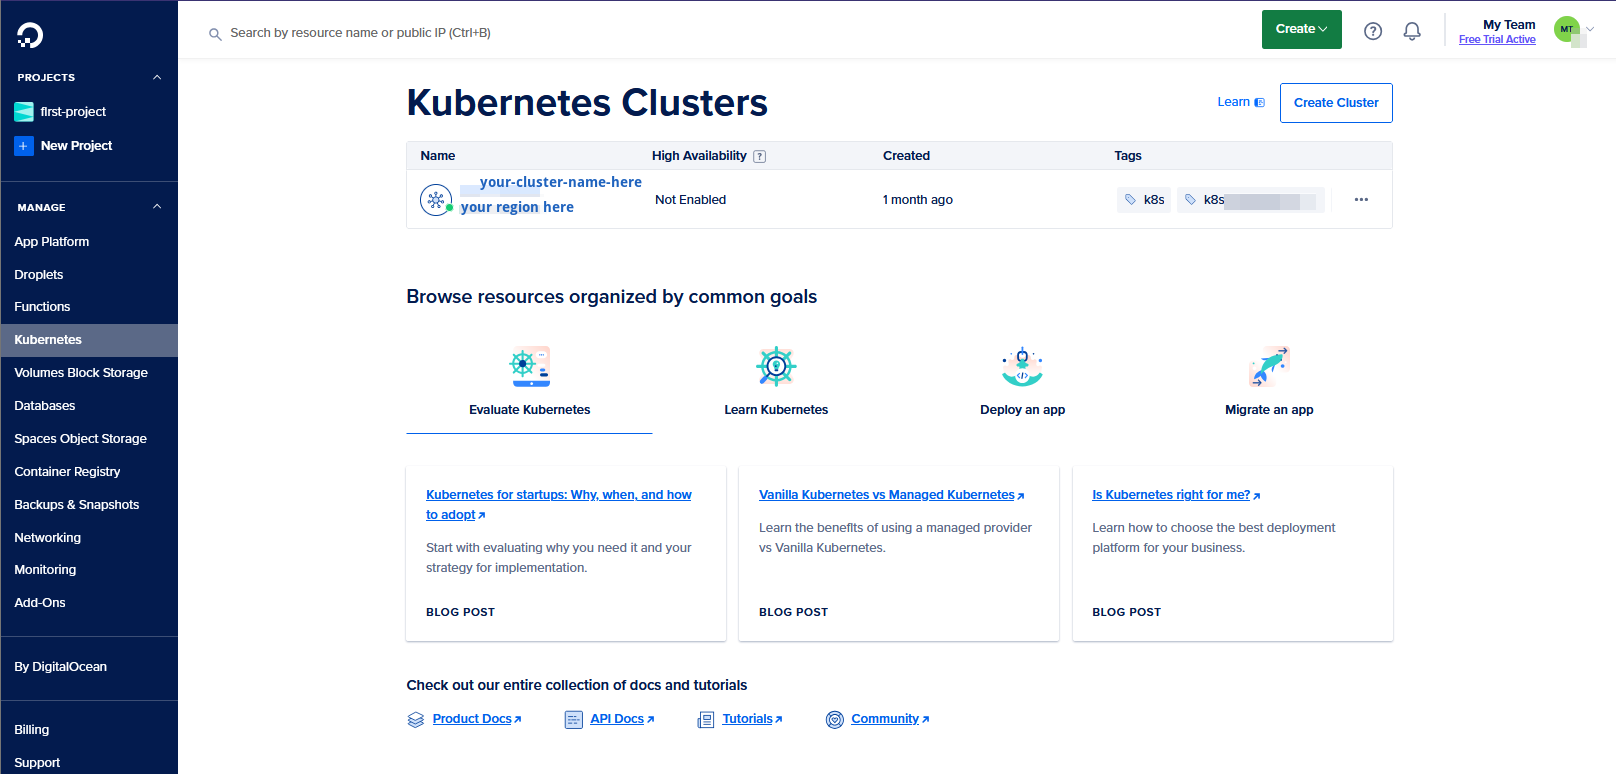 Search by resource name or public IP (Ctrl+B)
Create
?
My Team
Free Trial Active
MT
PROJECTS
first-project
+ New Project
MANAGE
App Platform
Droplets
Functions
Kubernetes
Volumes Block Storage
Databases
Spaces Object Storage
Container Registry
Backups & Snapshots
Networking
Monitoring
Add-Ons
By DigitalOcean
Billing
Support
Kubernetes Clusters
Learn
Create Cluster
Name High Availability ? Created Tags
your-cluster-name-here
your region here
Not Enabled 1 month ago k8s k8s
Browse resources organized by common goals
Evaluate Kubernetes Learn Kubernetes Deploy an app Migrate an app
Kubernetes for startups: Why, when, and how
to adopt
Start with evaluating why you need it and your
strategy for implementation.
BLOG POST
Vanilla Kubernetes vs Managed Kubernetes
Learn the benefits of using a managed provider
vs Vanilla Kubernetes.
BLOG POST
Is Kubernetes right for me?
Learn how to choose the best deployment
platform for your business.
BLOG POST
Check out our entire collection of docs and tutorials
Product Docs API Docs Tutorials Community